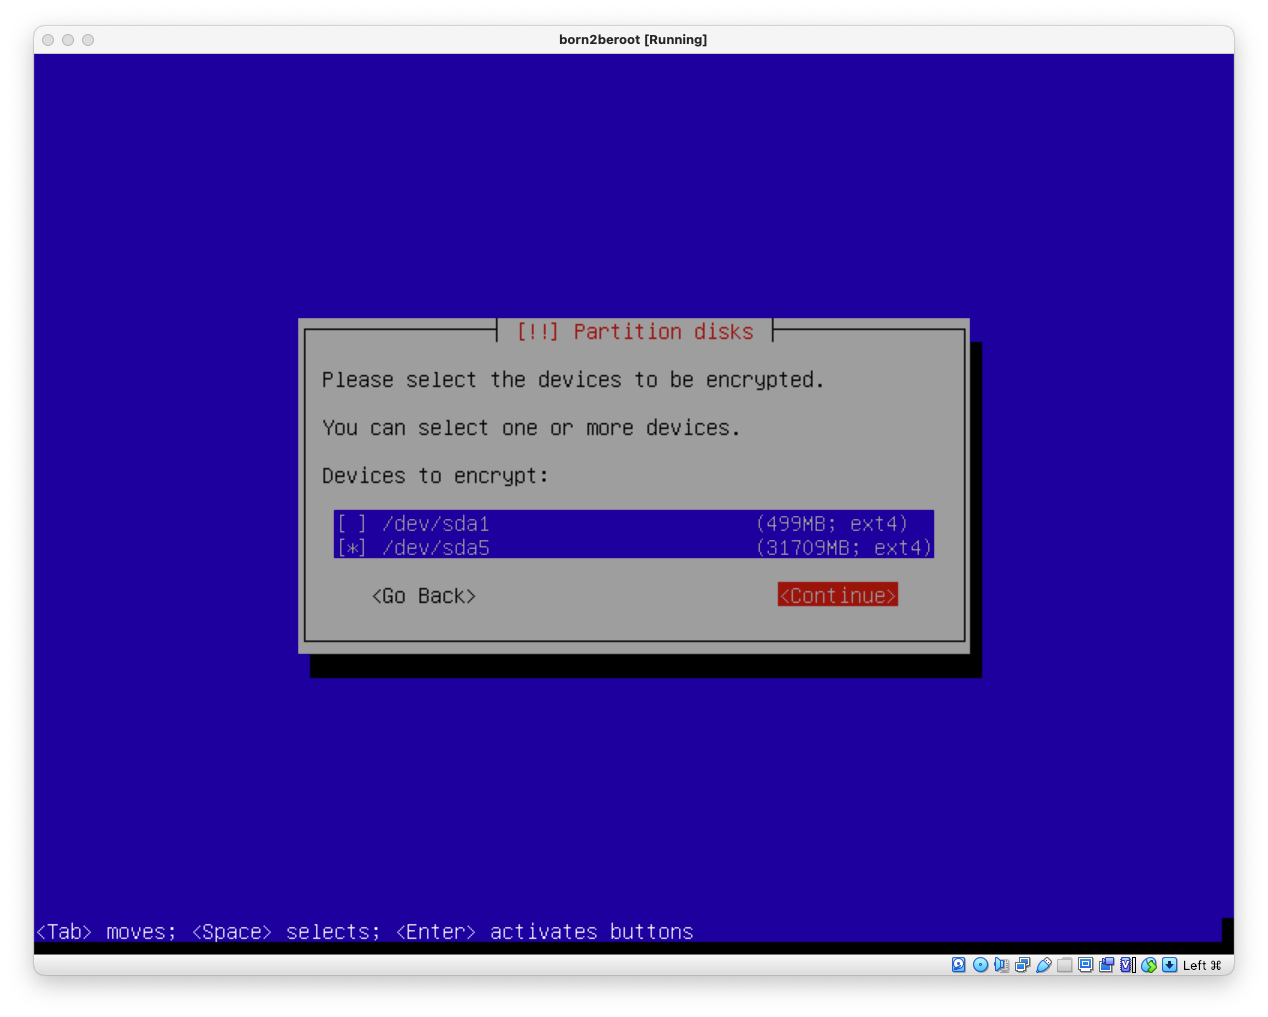 born2beroot [Running]
[!!] Partition disks
Please select the devices to be encrypted.
You can select one or more devices.
Devices to encrypt:
[ ] /dev/sda1 (499MB; ext4)
[*] /dev/sda5 (31709MB; ext4)
<Go Back> <Continue>
<Tab> moves; <Space> selects; <Enter> activates buttons
Left ⌘